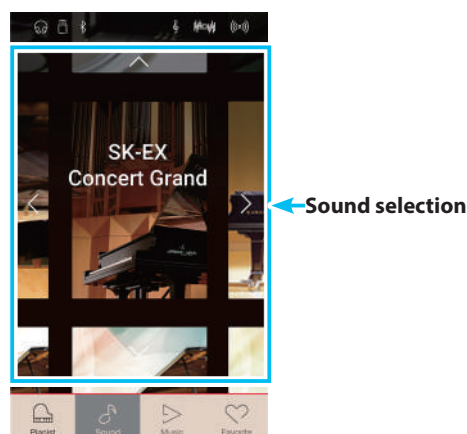 SK-EX
Concert Grand
Sound selection
Pianist
Sound
Music
Favorite